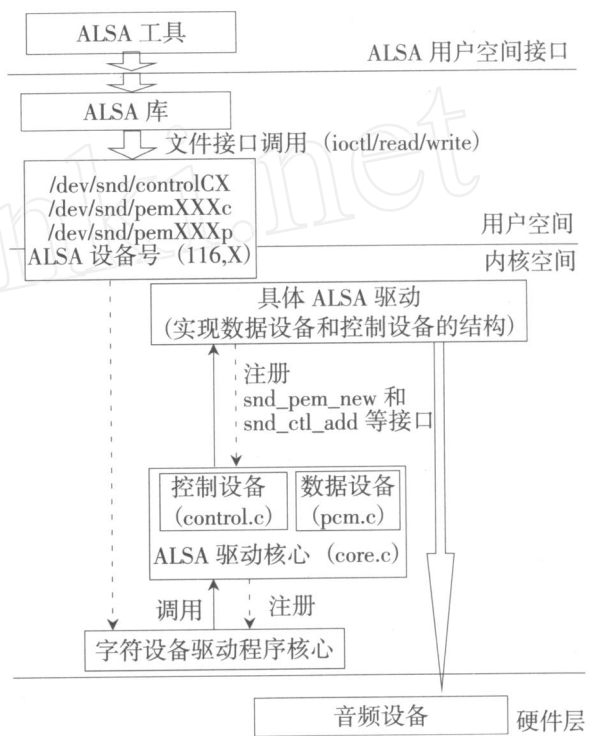 ALSA 工具
ALSA 用户空间接口
ALSA 库
文件接口调用（ioctl/read/write）
/dev/snd/controlCX
/dev/snd/pemXXXc
/dev/snd/pemXXXp
ALSA 设备号（116,X）
用户空间
内核空间
具体 ALSA 驱动
(实现数据设备和控制设备的结构)
注册
snd_pem_new 和
snd_ctl_add 等接口
控制设备
(control.c)
数据设备
(pcm.c)
ALSA 驱动核心（core.c）
调用
注册
字符设备驱动程序核心
音频设备
硬件层